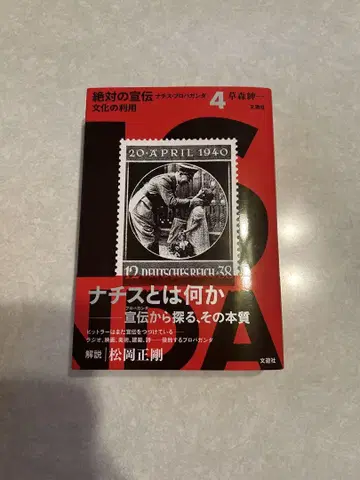 絶対の宣伝 ナチス・プロパガンダ 4 草森紳一
文化の利用
文遊社
20·APRIL 1940
12 DEUTSCHES REICH 38
ナチスとは何か
プロパガンダ
——宣伝から探る、その本質
ヒットラーはまだ宣伝をつづけている——
ラジオ、映画、美術、建築、詩——侵蝕するプロパガンダ
解説 松岡正剛
文遊社
NDA